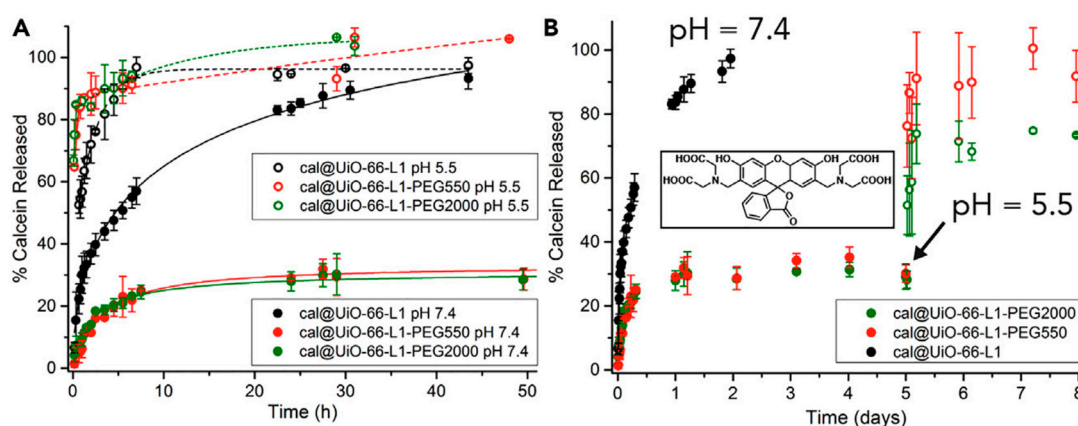 A
% Calcein Released
100
80
60
40
20
0
cal@UiO-66-L1 pH 5.5
cal@UiO-66-L1-PEG550 pH 5.5
cal@UiO-66-L1-PEG2000 pH 5.5
cal@UiO-66-L1 pH 7.4
cal@UiO-66-L1-PEG550 pH 7.4
cal@UiO-66-L1-PEG2000 pH 7.4
0 10 20 30 40 50
Time (h)
B
% Calcein Released
100
80
60
40
20
0
pH = 7.4
HOOC HO O OH COOH
HOOC N N COOH
O
O
pH = 5.5
cal@UiO-66-L1-PEG2000
cal@UiO-66-L1-PEG550
cal@UiO-66-L1
0 1 2 3 4 5 6 7 8
Time (days)